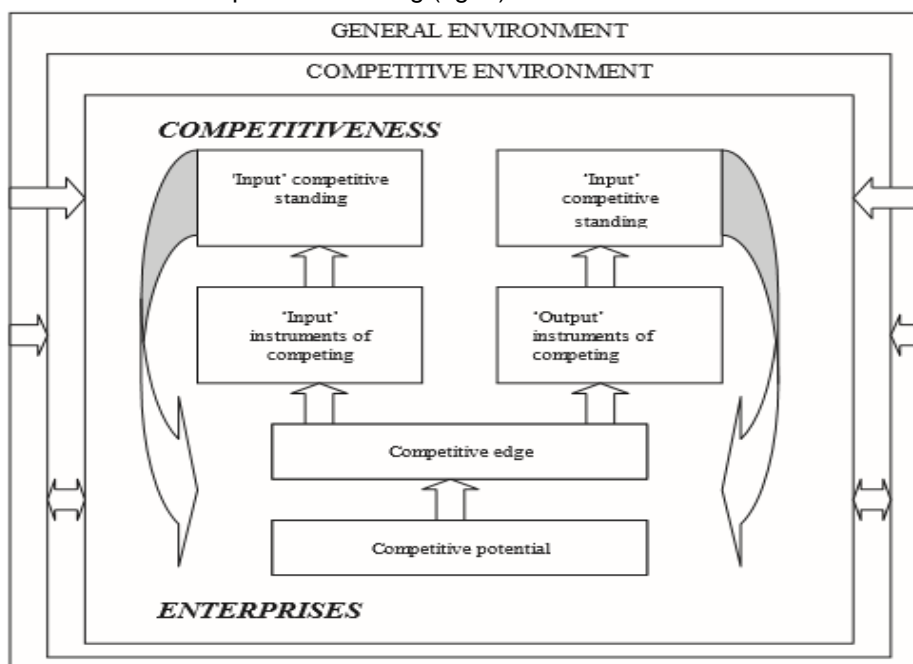 GENERAL ENVIRONMENT
COMPETITIVE ENVIRONMENT
COMPETITIVENESS
'Input" competitive
standing
"Input"
competitive
standing
"Input"
instruments of
competing
"Output"
instruments of
competing
Competitive edge
Competitive potential
ENTERPRISES